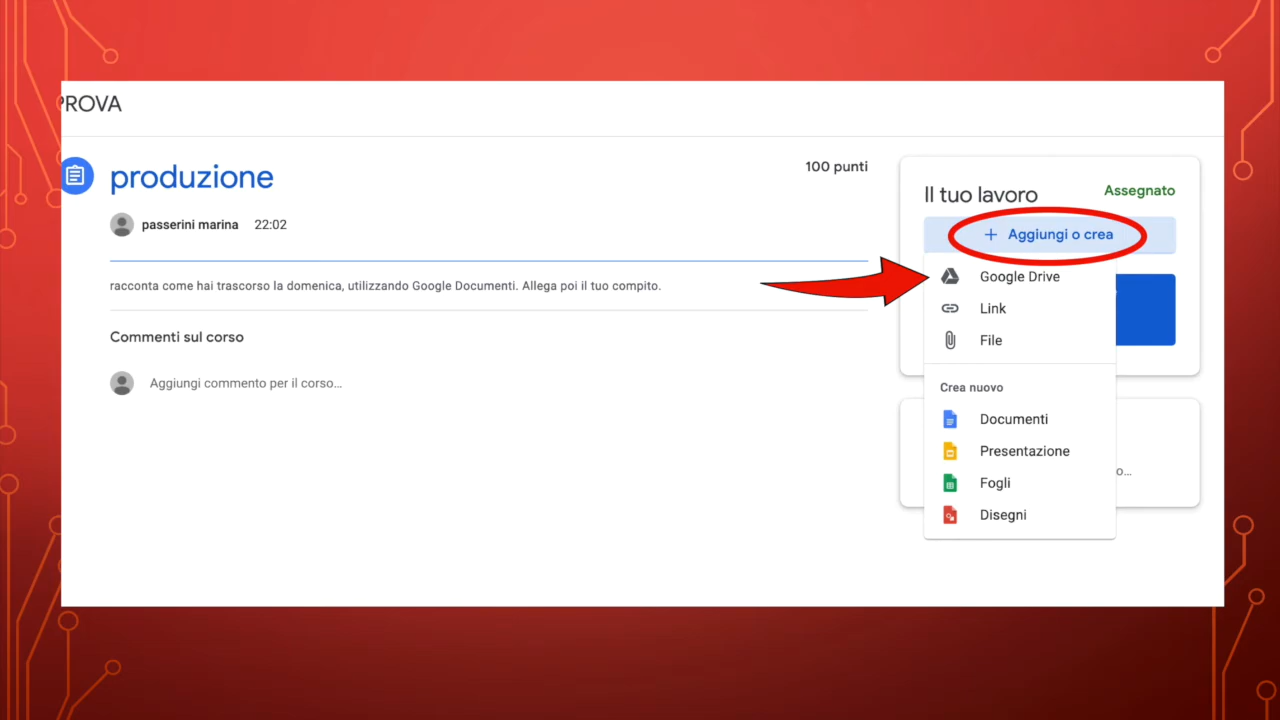 PROVA
produzione
100 punti
passerini marina 22:02
racconta come hai trascorso la domenica, utilizzando Google Documenti. Allega poi il tuo compito.
Commenti sul corso
Aggiungi commento per il corso...
Il tuo lavoro
Assegnato
+ Aggiungi o crea
Google Drive
Link
File
Crea nuovo
Documenti
Presentazione
Fogli
Disegni
o...